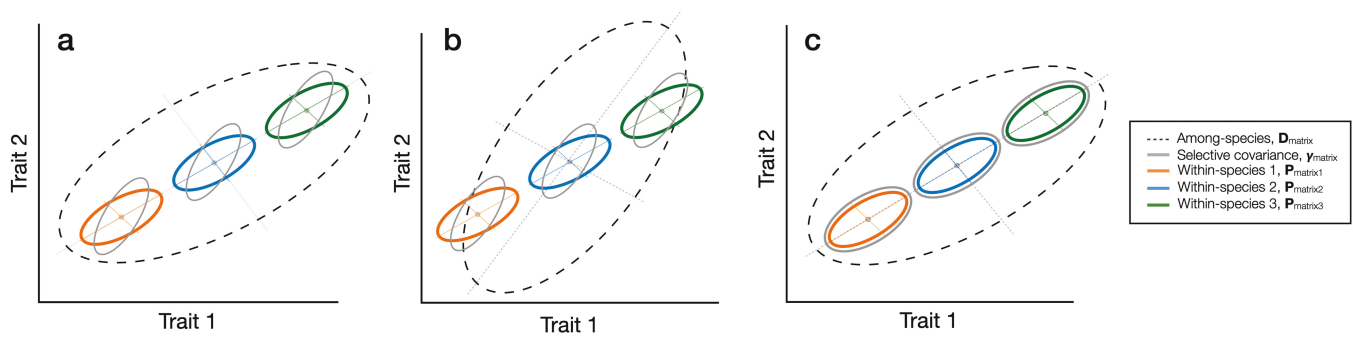 a
b
c
Trait 2
Trait 2
Trait 2
Trait 1
Trait 1
Trait 1
Among-species, Dmatrix
Selective covariance, γmatrix
Within-species 1, Pmatrix1
Within-species 2, Pmatrix2
Within-species 3, Pmatrix3